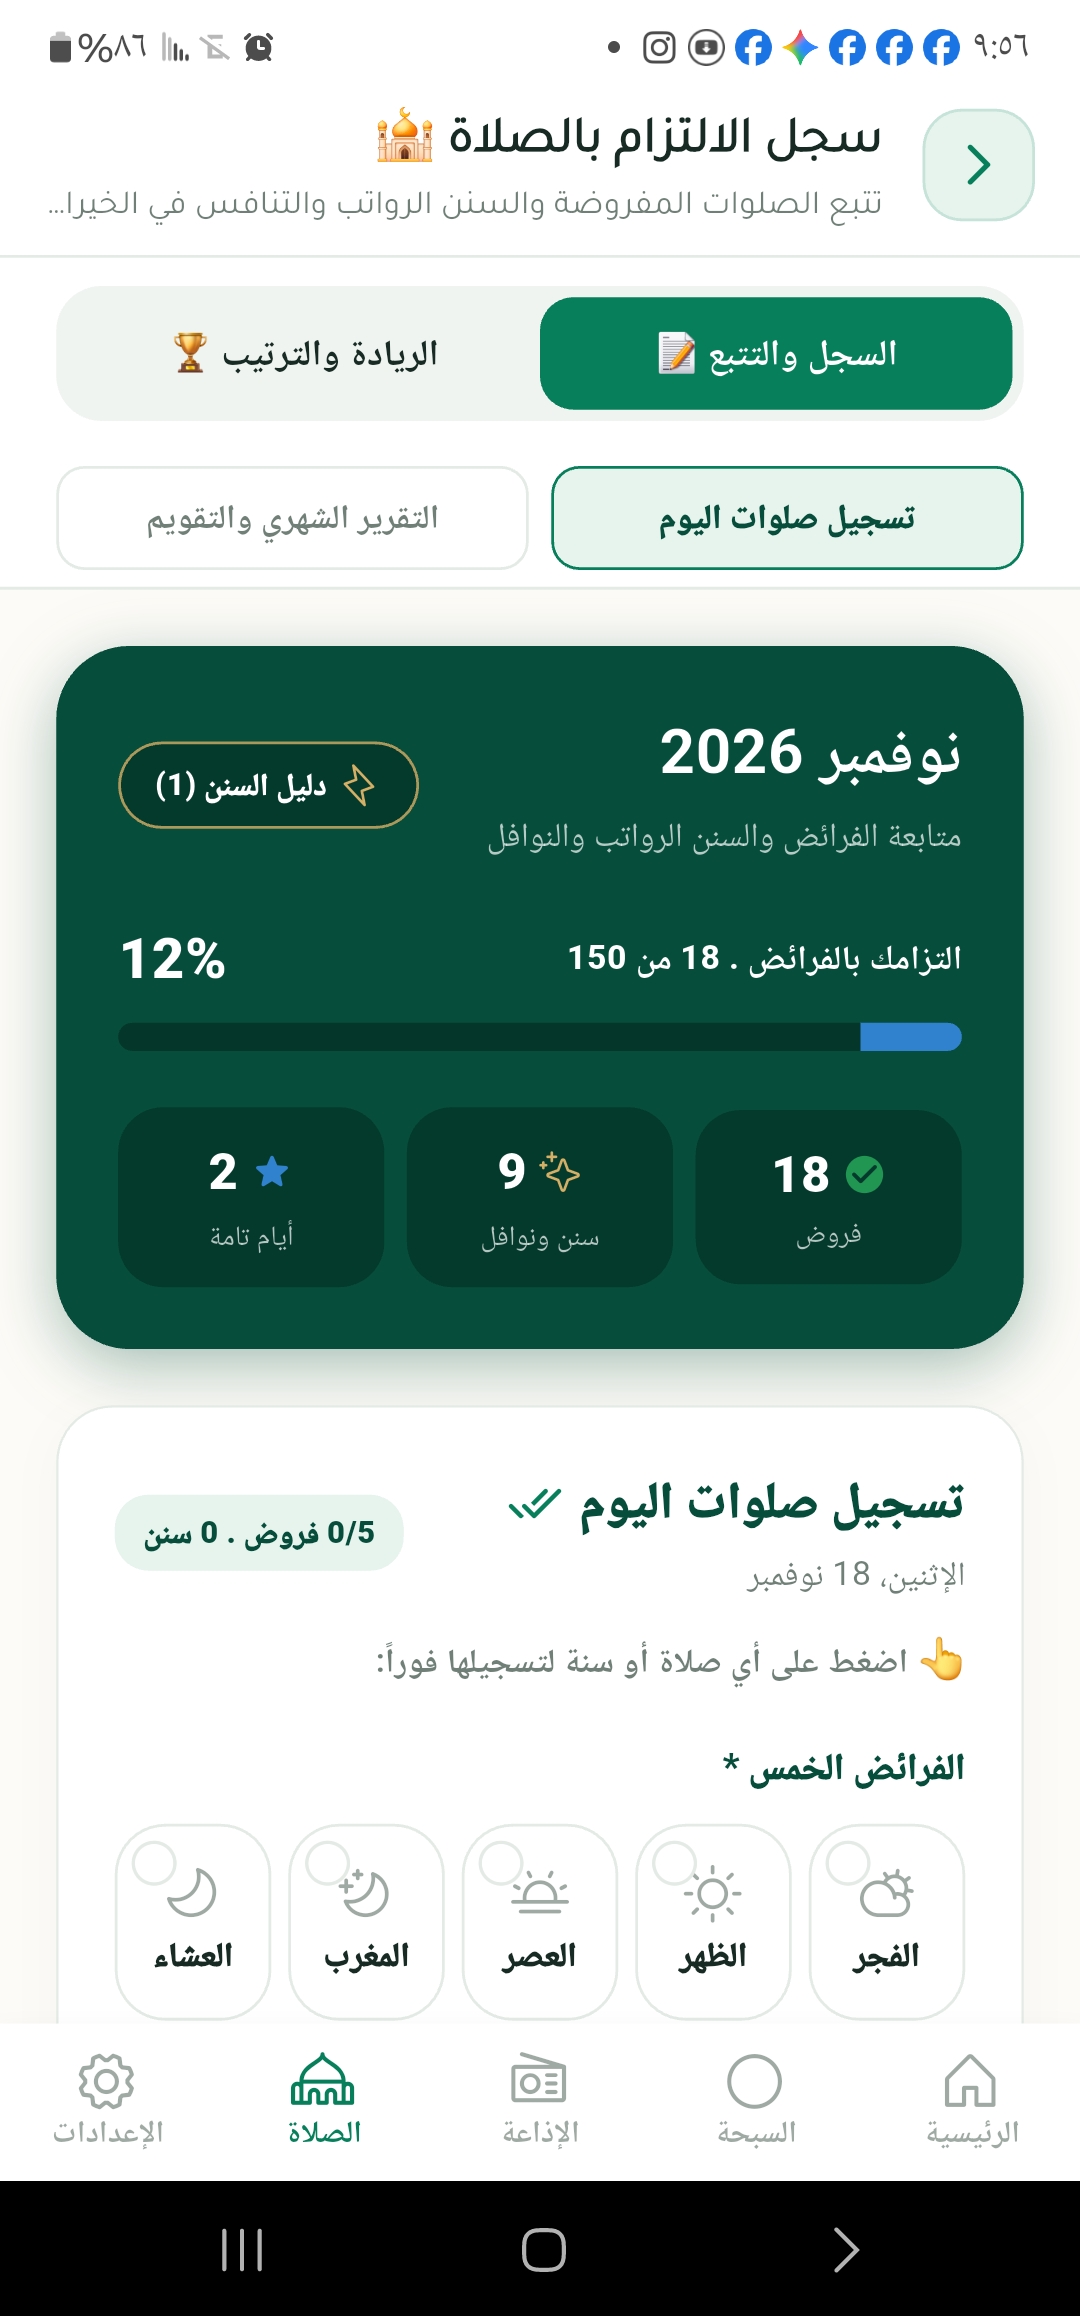 ٩:٥٦
%٨٦
سجل الالتزام بالصلاة 🕌
تتبع الصلوات المفروضة والسنن الرواتب والتنافس في الخيرا...
السجل والتتبع 📝
الريادة والترتيب 🏆
تسجيل صلوات اليوم
التقرير الشهري والتقويم
نوفمبر 2026
دليل السنن (1)
متابعة الفرائض والسنن الرواتب والنوافل
التزامك بالفرائض . 18 من 150
12%
18
فروض
9
سنن ونوافل
2
أيام تامة
تسجيل صلوات اليوم
0/5 فروض . 0 سنن
الإثنين، 18 نوفمبر
👆 اضغط على أي صلاة أو سنة لتسجيلها فوراً:
الفرائض الخمس *
الفجر
الظهر
العصر
المغرب
العشاء
الرئيسية
السبحة
الإذاعة
الصلاة
الإعدادات